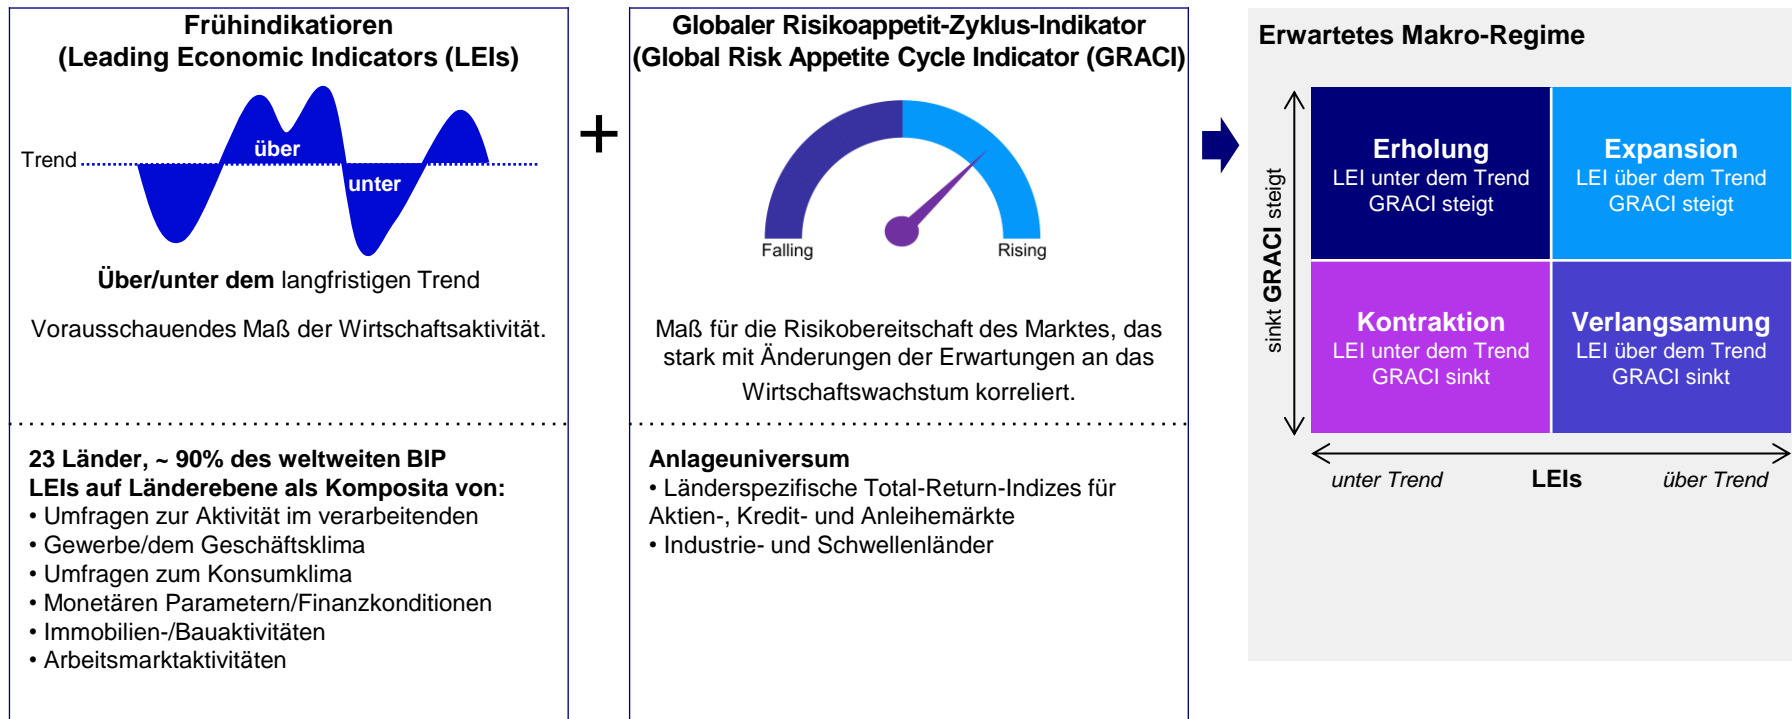 Frühindikatioren
(Leading Economic Indicators (LEIs)
Trend
über
unter
Über/unter dem langfristigen Trend
Vorausschauendes Maß der Wirtschaftsaktivität.
23 Länder, ~ 90% des weltweiten BIP
LEIs auf Länderebene als Komposita von:
• Umfragen zur Aktivität im verarbeitenden
• Gewerbe/dem Geschäftsklima
• Umfragen zum Konsumklima
• Monetären Parametern/Finanzkonditionen
• Immobilien-/Bauaktivitäten
• Arbeitsmarktaktivitäten
+
Globaler Risikoappetit-Zyklus-Indikator
(Global Risk Appetite Cycle Indicator (GRACI)
Falling
Rising
Maß für die Risikobereitschaft des Marktes, das
stark mit Änderungen der Erwartungen an das
Wirtschaftswachstum korreliert.
Anlageuniversum
• Länderspezifische Total-Return-Indizes für
Aktien-, Kredit- und Anleihemärkte
• Industrie- und Schwellenländer
Erwartetes Makro-Regime
sinkt GRACI steigt
Erholung
LEI unter dem Trend
GRACI steigt
Expansion
LEI über dem Trend
GRACI steigt
Kontraktion
LEI unter dem Trend
GRACI sinkt
Verlangsamung
LEI über dem Trend
GRACI sinkt
unter Trend LEIs über Trend